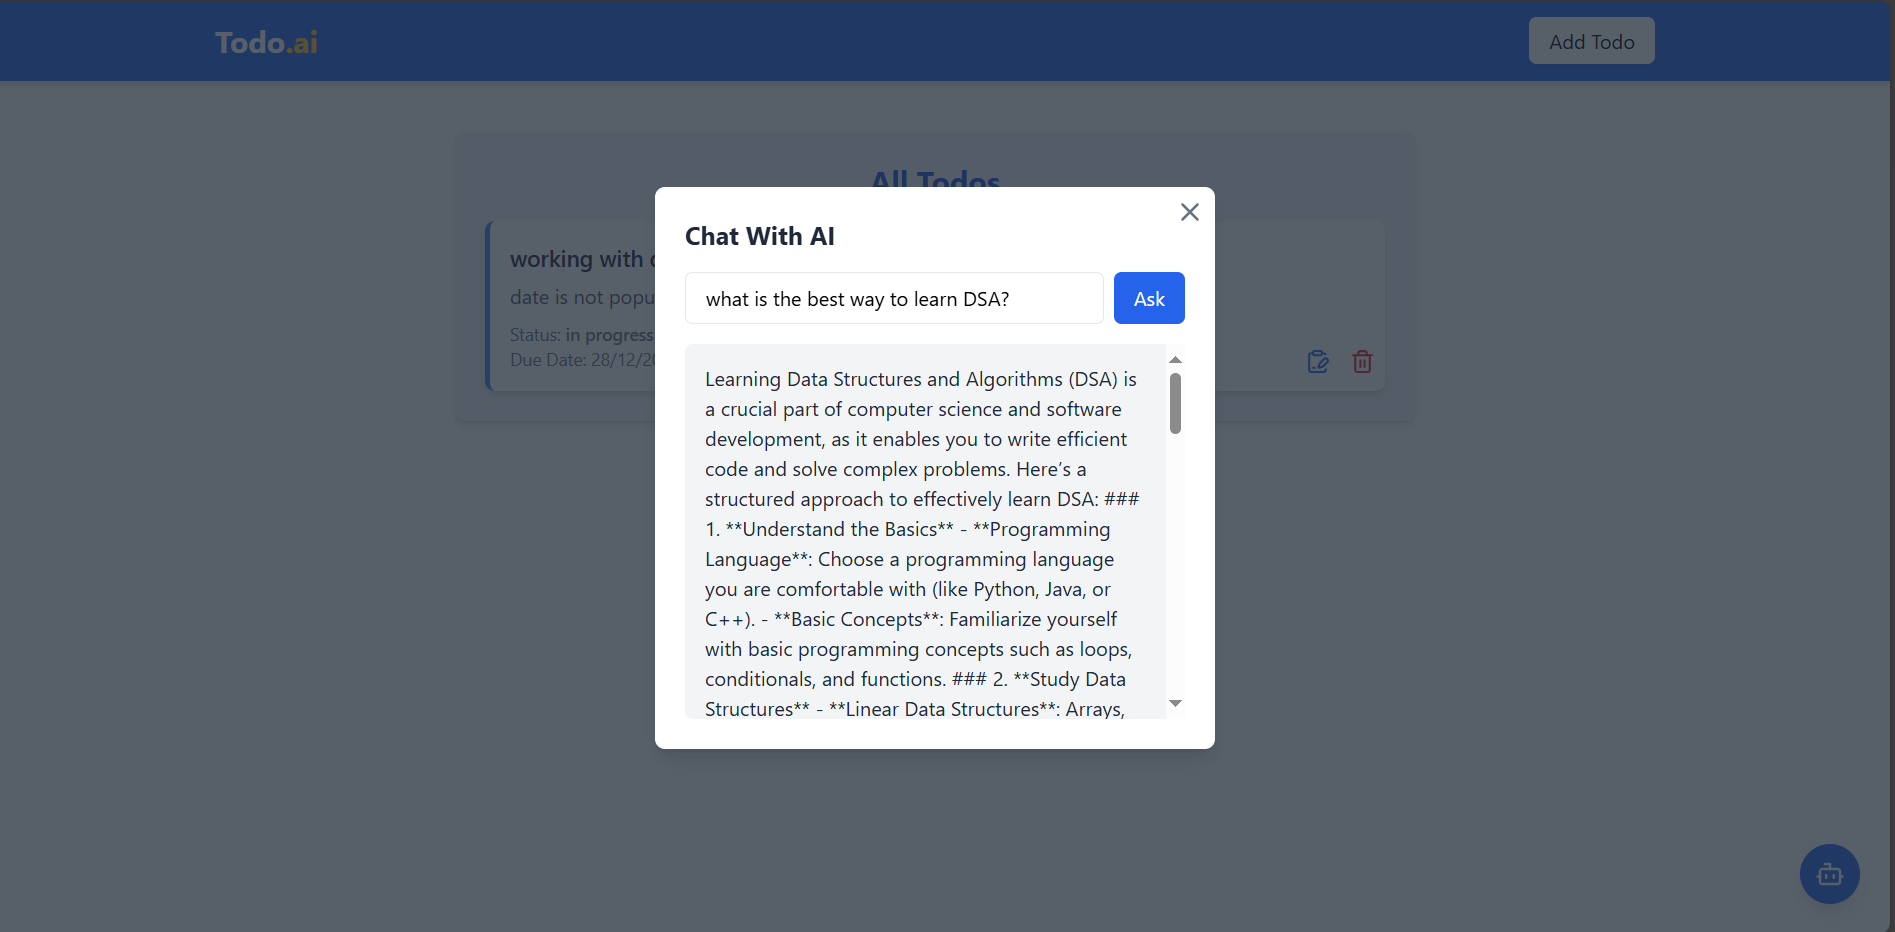 Todo.ai
Add Todo
All Todos
working with
date is not popu
Status: in progress
Due Date: 28/12/20
Chat With AI
what is the best way to learn DSA?
Ask
Learning Data Structures and Algorithms (DSA) is
a crucial part of computer science and software
development, as it enables you to write efficient
code and solve complex problems. Here’s a
structured approach to effectively learn DSA: ###
1. **Understand the Basics** - **Programming
Language**: Choose a programming language
you are comfortable with (like Python, Java, or
C++). - **Basic Concepts**: Familiarize yourself
with basic programming concepts such as loops,
conditionals, and functions. ### 2. **Study Data
Structures** - **Linear Data Structures**: Arrays,